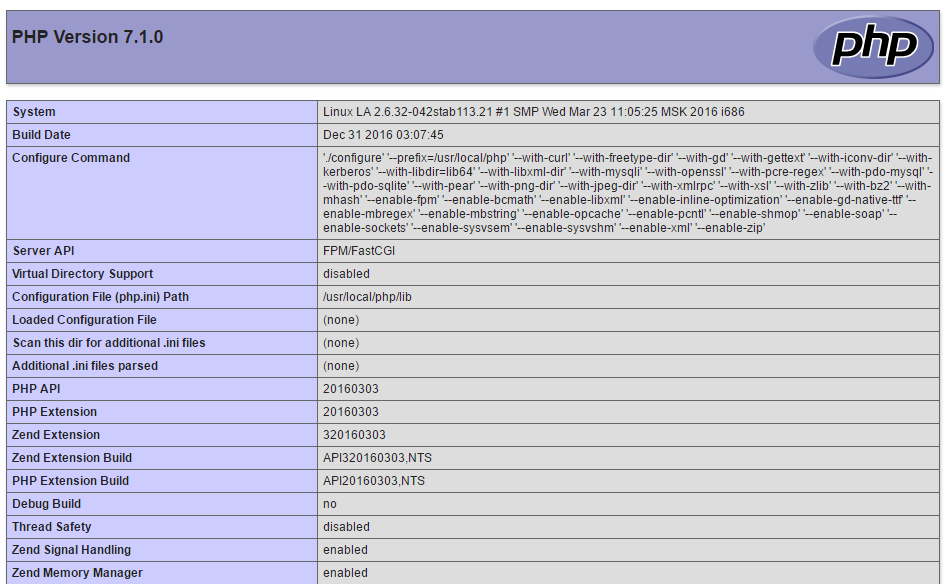 PHP Version 7.1.0
php
System Linux LA 2.6.32-042stab113.21 #1 SMP Wed Mar 23 11:05:25 MSK 2016 i686
Build Date Dec 31 2016 03:07:45
Configure Command './configure' '--prefix=/usr/local/php' '--with-curl' '--with-freetype-dir' '--with-gd' '--with-gettext' '--with-iconv-dir' '--with-
kerberos' '--with-libdir=lib64' '--with-libxml-dir' '--with-mysqli' '--with-openssl' '--with-pcre-regex' '--with-pdo-mysql' '-
-with-pdo-sqlite' '--with-pear' '--with-png-dir' '--with-jpeg-dir' '--with-xmlrpc' '--with-xsl' '--with-zlib' '--with-bz2' '--with-
mhash' '--enable-fpm' '--enable-bcmath' '--enable-libxml' '--enable-inline-optimization' '--enable-gd-native-ttf' '--
enable-mbregex' '--enable-mbstring' '--enable-opcache' '--enable-pcntl' '--enable-shmop' '--enable-soap' '--
enable-sockets' '--enable-sysvsem' '--enable-sysvshm' '--enable-xml' '--enable-zip'
Server API FPM/FastCGI
Virtual Directory Support disabled
Configuration File (php.ini) Path /usr/local/php/lib
Loaded Configuration File (none)
Scan this dir for additional .ini files (none)
Additional .ini files parsed (none)
PHP API 20160303
PHP Extension 20160303
Zend Extension 320160303
Zend Extension Build API320160303,NTS
PHP Extension Build API20160303,NTS
Debug Build no
Thread Safety disabled
Zend Signal Handling enabled
Zend Memory Manager enabled